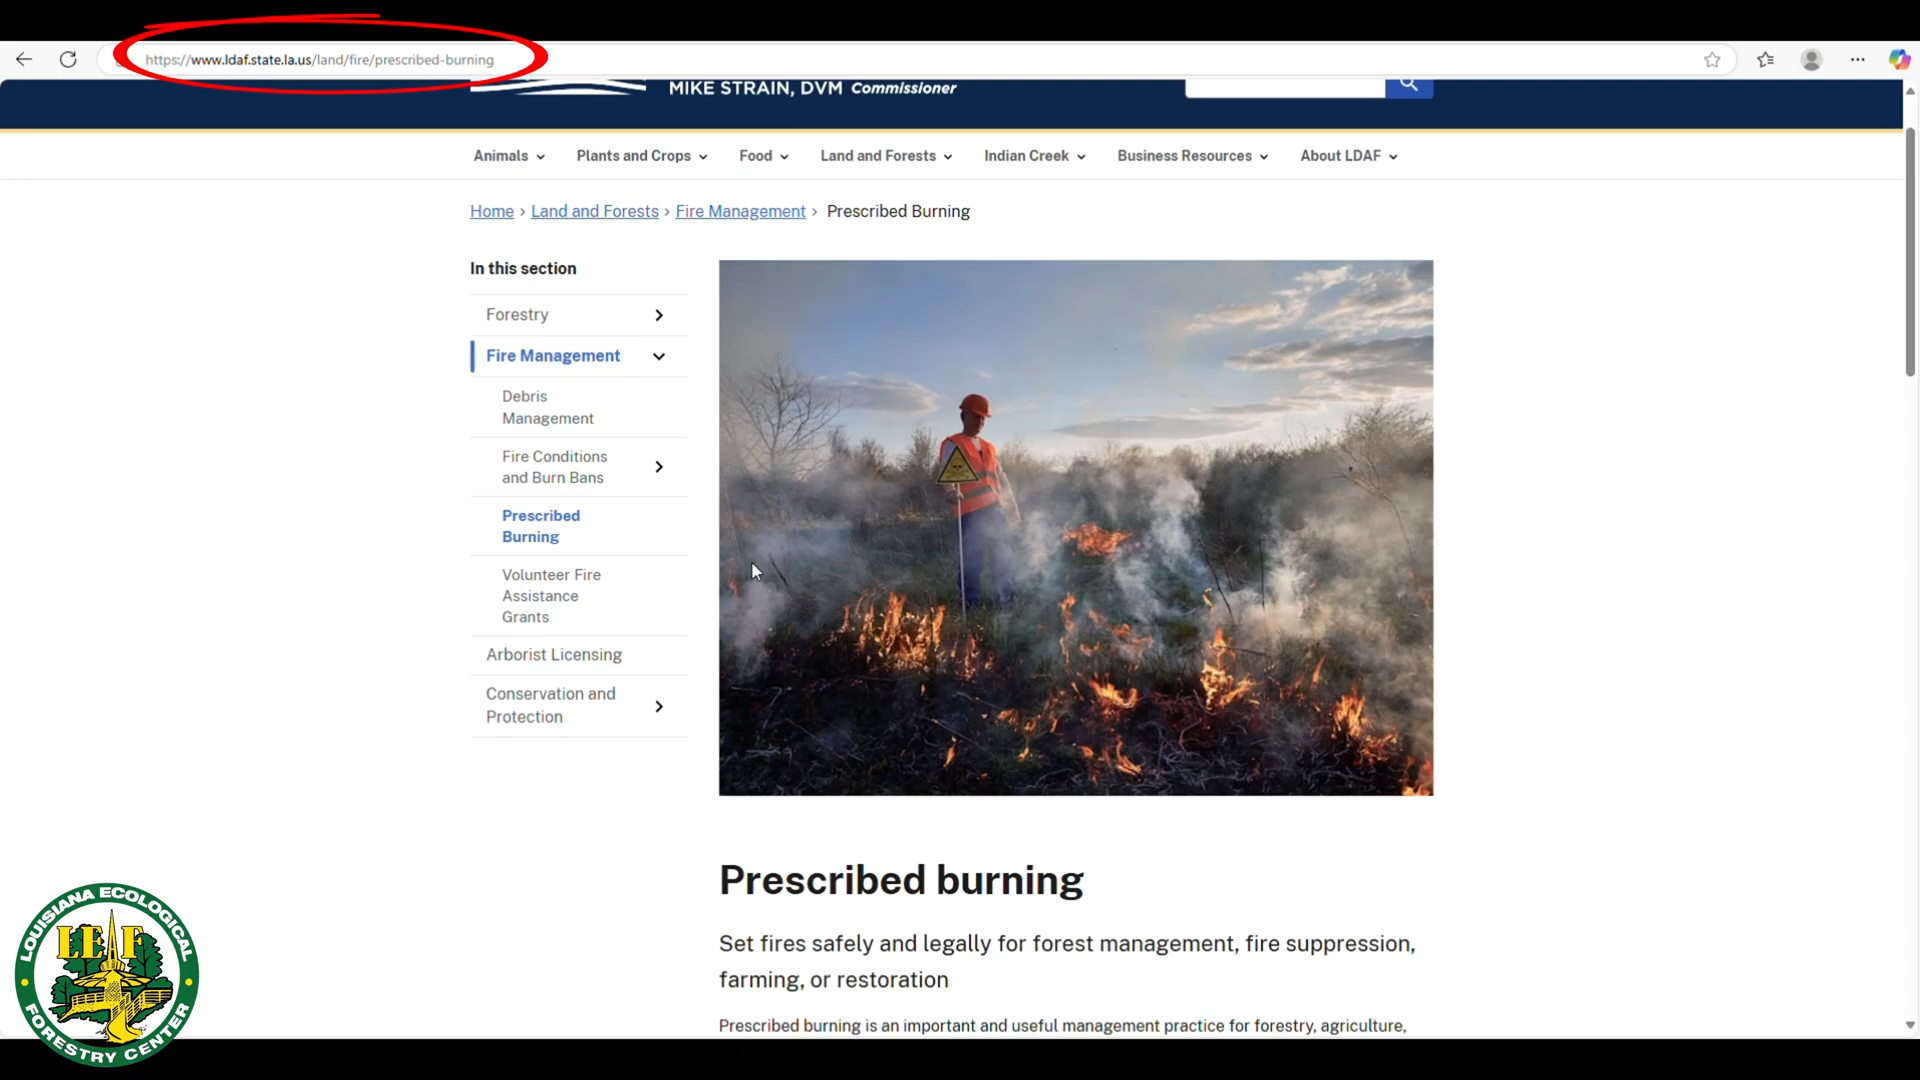 https://www.ldaf.state.la.us/land/fire/prescribed-burning
MIKE STRAIN, DVM Commissioner
Animals
Plants and Crops
Food
Land and Forests
Indian Creek
Business Resources
About LDAF
Home › Land and Forests › Fire Management › Prescribed Burning
In this section
Forestry
Fire Management
Debris
Management
Fire Conditions
and Burn Bans
Prescribed
Burning
Volunteer Fire
Assistance
Grants
Arborist Licensing
Conservation and
Protection
Prescribed burning
Set fires safely and legally for forest management, fire suppression,
farming, or restoration
Prescribed burning is an important and useful management practice for forestry, agriculture,
LOUISIANA ECOLOGICAL
LEAF
FORESTRY CENTER